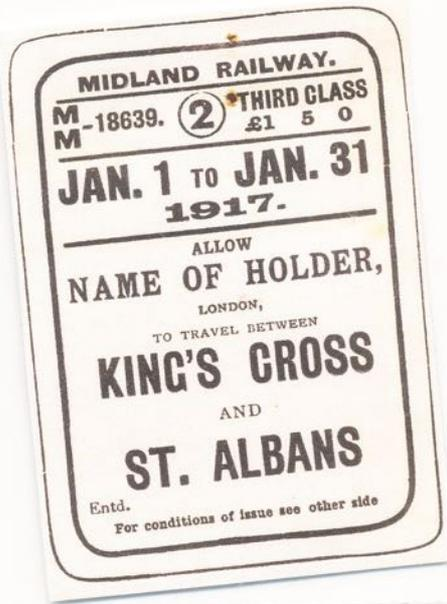 MIDLAND RAILWAY.
M
M -18639. 2 THIRD CLASS
£1 5 0
JAN. 1 TO JAN. 31
1917.
ALLOW
NAME OF HOLDER,
LONDON,
TO TRAVEL BETWEEN
KING'S CROSS
AND
ST. ALBANS
Entd.
For conditions of issue see other side